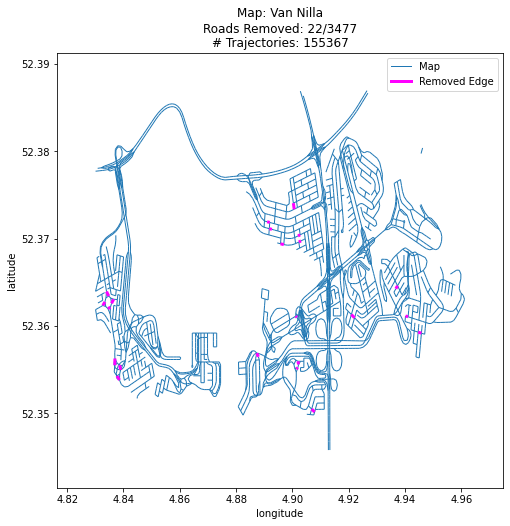 Map: Van Nilla
Roads Removed: 22/3477
# Trajectories: 155367
Map
Removed Edge
52.39
52.38
52.37
52.36
52.35
latitude
4.82 4.84 4.86 4.88 4.90 4.92 4.94 4.96
longitude